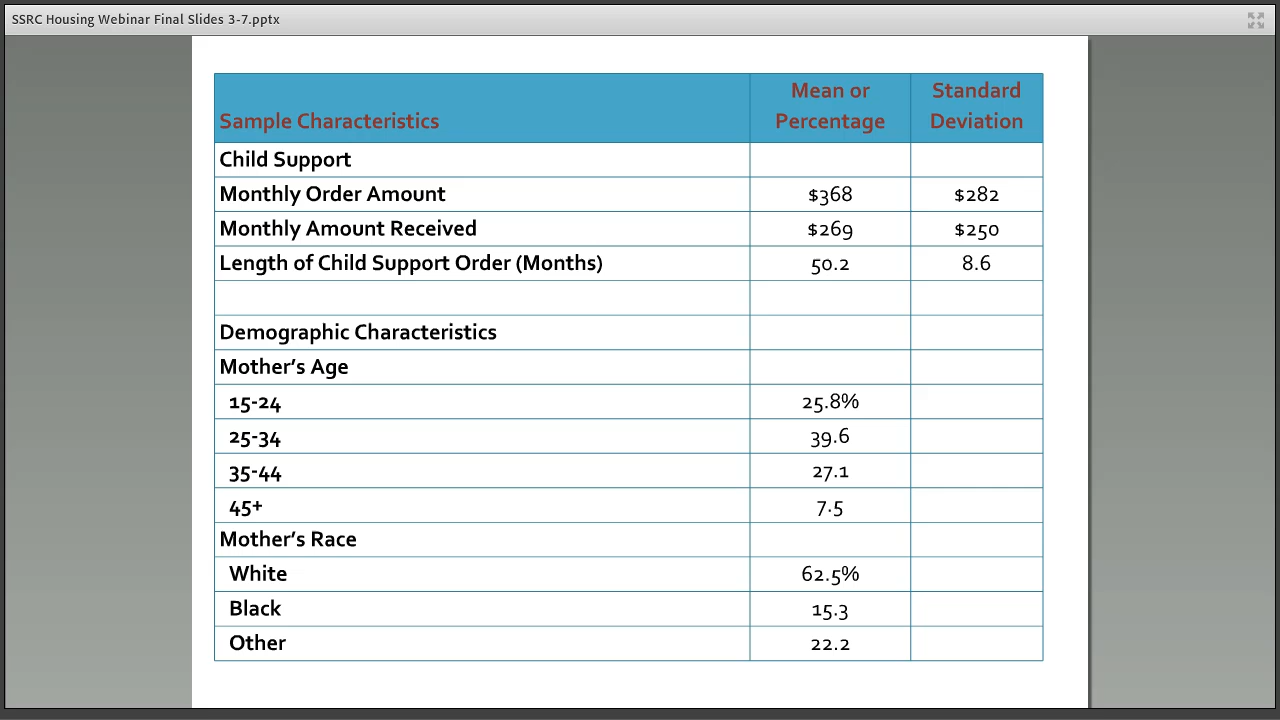 SSRC Housing Webinar Final Slides 3-7.pptx
Sample Characteristics Mean or Percentage Standard Deviation
Child Support
Monthly Order Amount $368 $282
Monthly Amount Received $269 $250
Length of Child Support Order (Months) 50.2 8.6
Demographic Characteristics
Mother's Age
15-24 25.8%
25-34 39.6
35-44 27.1
45+ 7.5
Mother's Race
White 62.5%
Black 15.3
Other 22.2